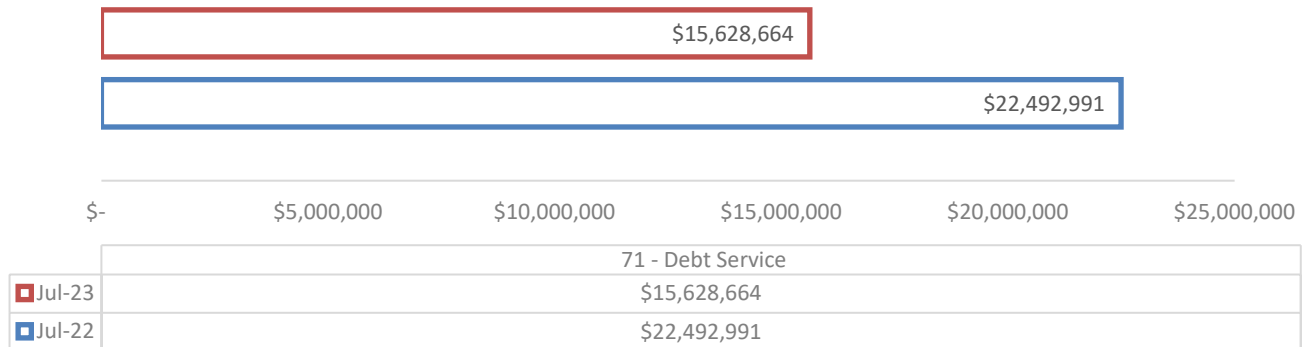 $15,628,664
$22,492,991
$- $5,000,000 $10,000,000 $15,000,000 $20,000,000 $25,000,000
71 - Debt Service
Jul-23 $15,628,664
Jul-22 $22,492,991